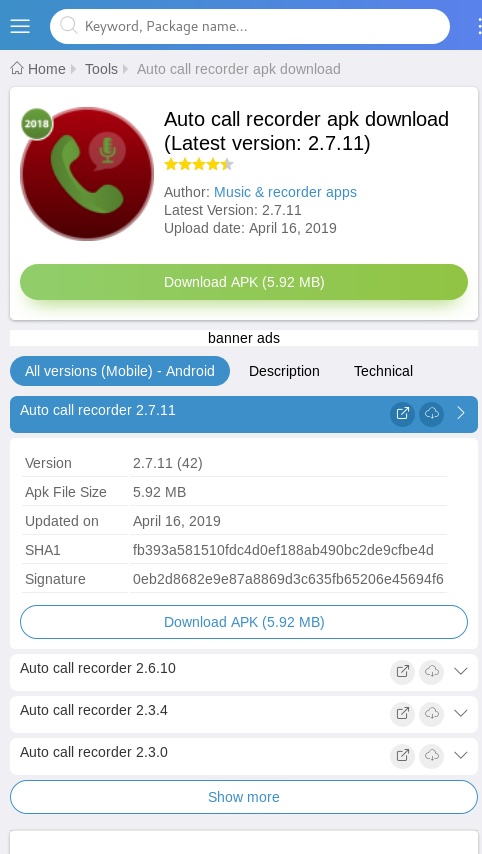 Keyword, Package name...
Home Tools Auto call recorder apk download
2018
Auto call recorder apk download
(Latest version: 2.7.11)
Author: Music & recorder apps
Latest Version: 2.7.11
Upload date: April 16, 2019
Download APK (5.92 MB)
banner ads
All versions (Mobile) - Android Description Technical
Auto call recorder 2.7.11
Version 2.7.11 (42)
Apk File Size 5.92 MB
Updated on April 16, 2019
SHA1 fb393a581510fdc4d0ef188ab490bc2de9cfbe4d
Signature 0eb2d8682e9e87a8869d3c635fb65206e45694f6
Download APK (5.92 MB)
Auto call recorder 2.6.10
Auto call recorder 2.3.4
Auto call recorder 2.3.0
Show more